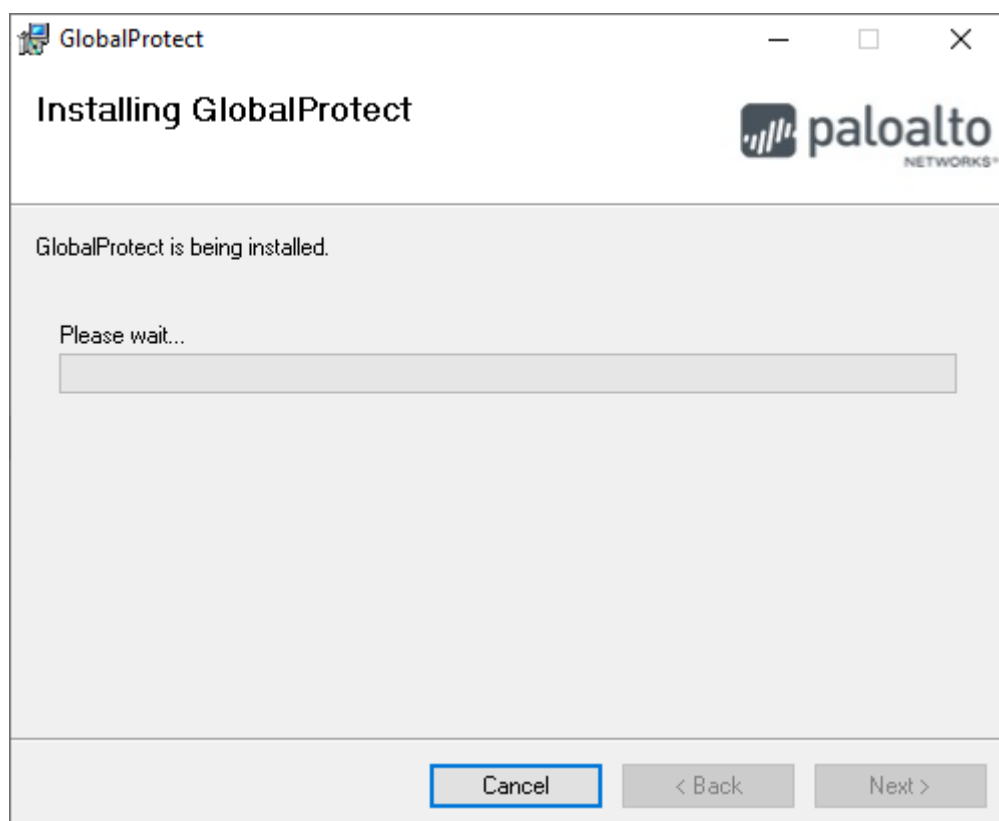 GlobalProtect
Installing GlobalProtect
paloalto
NETWORKS®
GlobalProtect is being installed.
Please wait...
Cancel
< Back
Next >